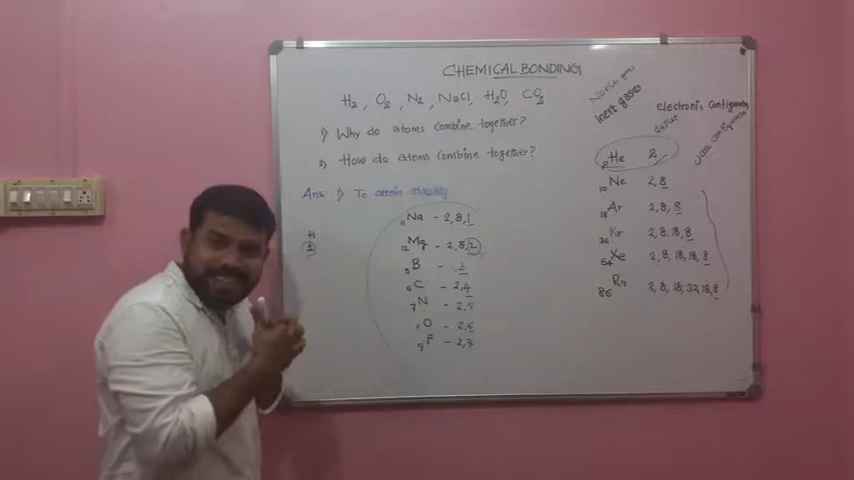 CHEMICAL BONDING
H2, O2, N2, NaCl, H2O, CO2
1) Why do atoms combine together?
2) How do atoms combine together?
Ans: 1) To attain stability
H
1
11Na - 2,8,1
12Mg - 2,8,2
5B - 2,3
6C - 2,4
7N - 2,5
8O - 2,6
9F - 2,7
Inert gases
electronic Configuration
duplet
2He 2
10Ne 2,8
18Ar 2,8,8
36Kr 2,8,18,8
54Xe 2,8,18,18,8
86Rn 2,8,18,32,18,8